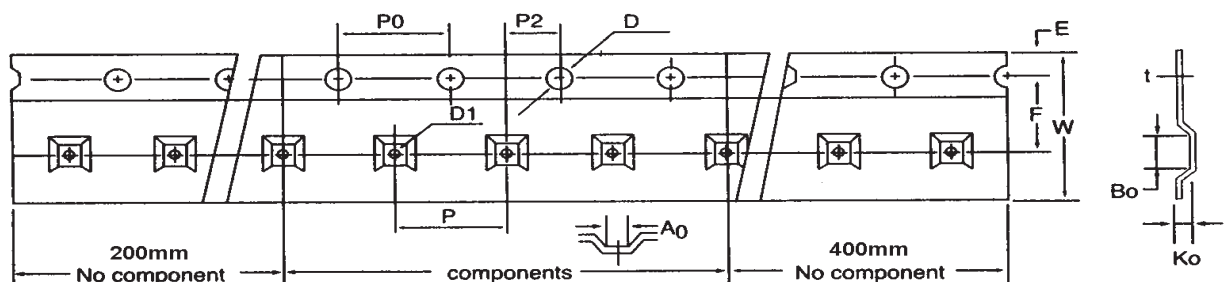 P0
P2
D
E
t
D1
F
W
Bo
P
A0
200mm
No component
components
400mm
No component
Ko